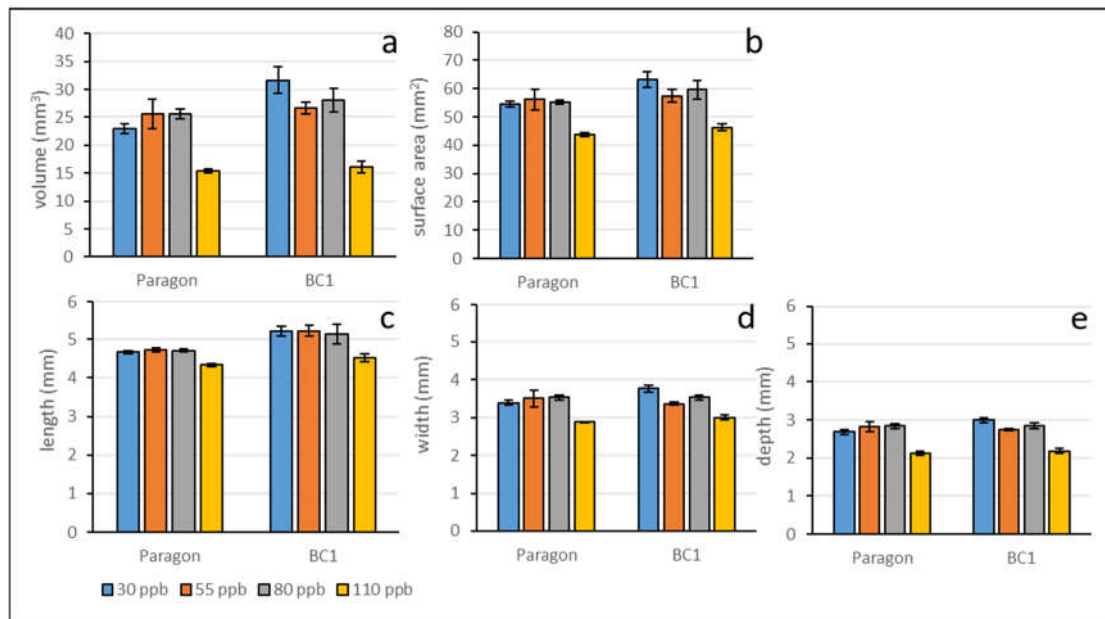 a
volume (mm³)
40
35
30
25
20
15
10
5
0
Paragon BC1
b
surface area (mm²)
80
70
60
50
40
30
20
10
0
Paragon BC1
c
length (mm)
6
5
4
3
2
1
0
Paragon BC1
d
width (mm)
6
5
4
3
2
1
0
Paragon BC1
e
depth (mm)
6
5
4
3
2
1
0
Paragon BC1
30 ppb 55 ppb 80 ppb 110 ppb